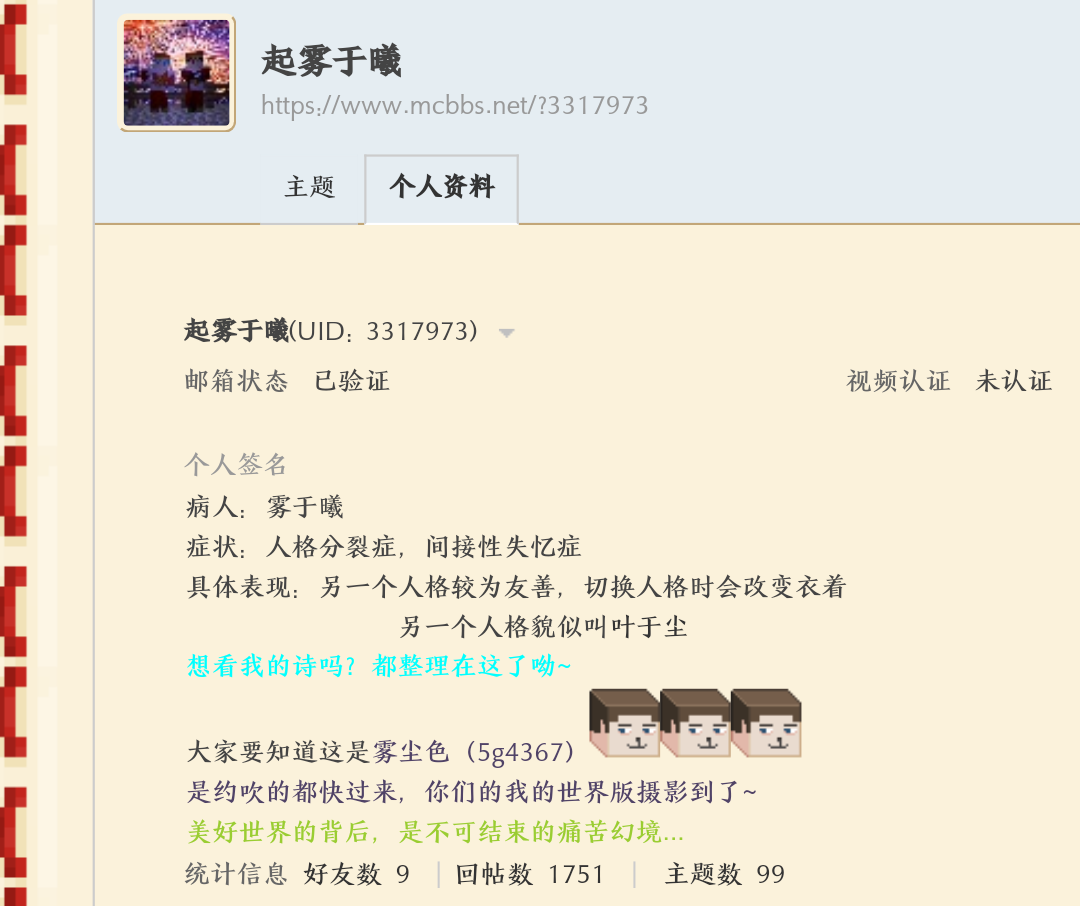 起雾于曦
https://www.mcbbs.net/?3317973
主题 个人资料
起雾于曦(UID: 3317973)
邮箱状态 已验证 视频认证 未认证
个人签名
病人：雾于曦
症状：人格分裂症，间接性失忆症
具体表现：另一个人格较为友善，切换人格时会改变衣着
另一个人格貌似叫叶于尘
想看我的诗吗？都整理在这了呦~
大家要知道这是雾尘色（5g4367）
是约吹的都快过来，你们的我的世界版摄影到了~
美好世界的背后，是不可结束的痛苦幻境...
统计信息 好友数 9 | 回帖数 1751 | 主题数 99